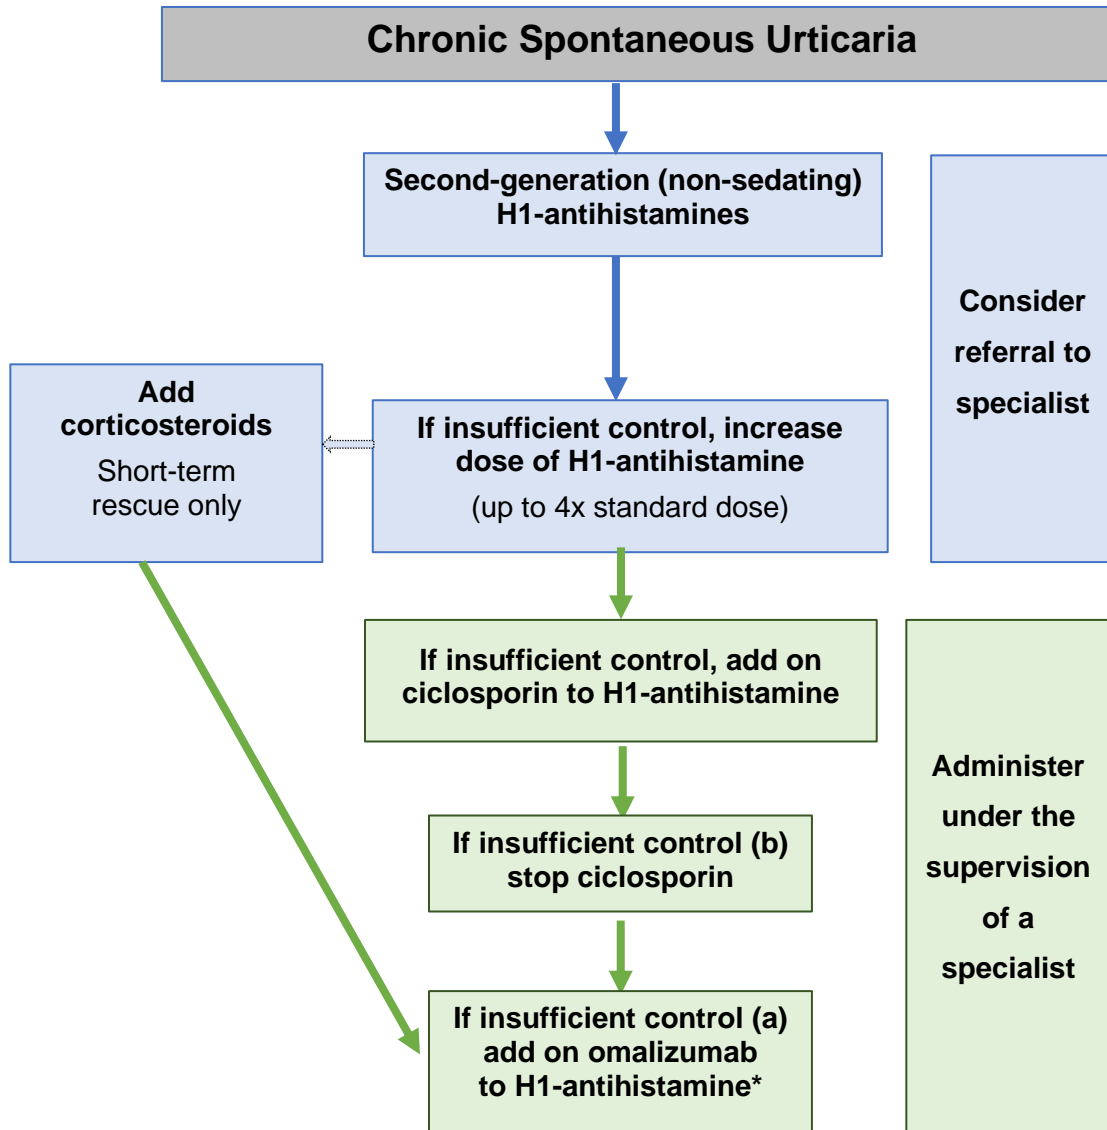 Chronic Spontaneous Urticaria
Second-generation (non-sedating)
H1-antihistamines
Consider
referral to
specialist
Add
corticosteroids
Short-term
rescue only
If insufficient control, increase
dose of H1-antihistamine
(up to 4x standard dose)
If insufficient control, add on
ciclosporin to H1-antihistamine
Administer
under the
supervision
of a
specialist
If insufficient control (b)
stop ciclosporin
If insufficient control (a)
add on omalizumab
to H1-antihistamine*